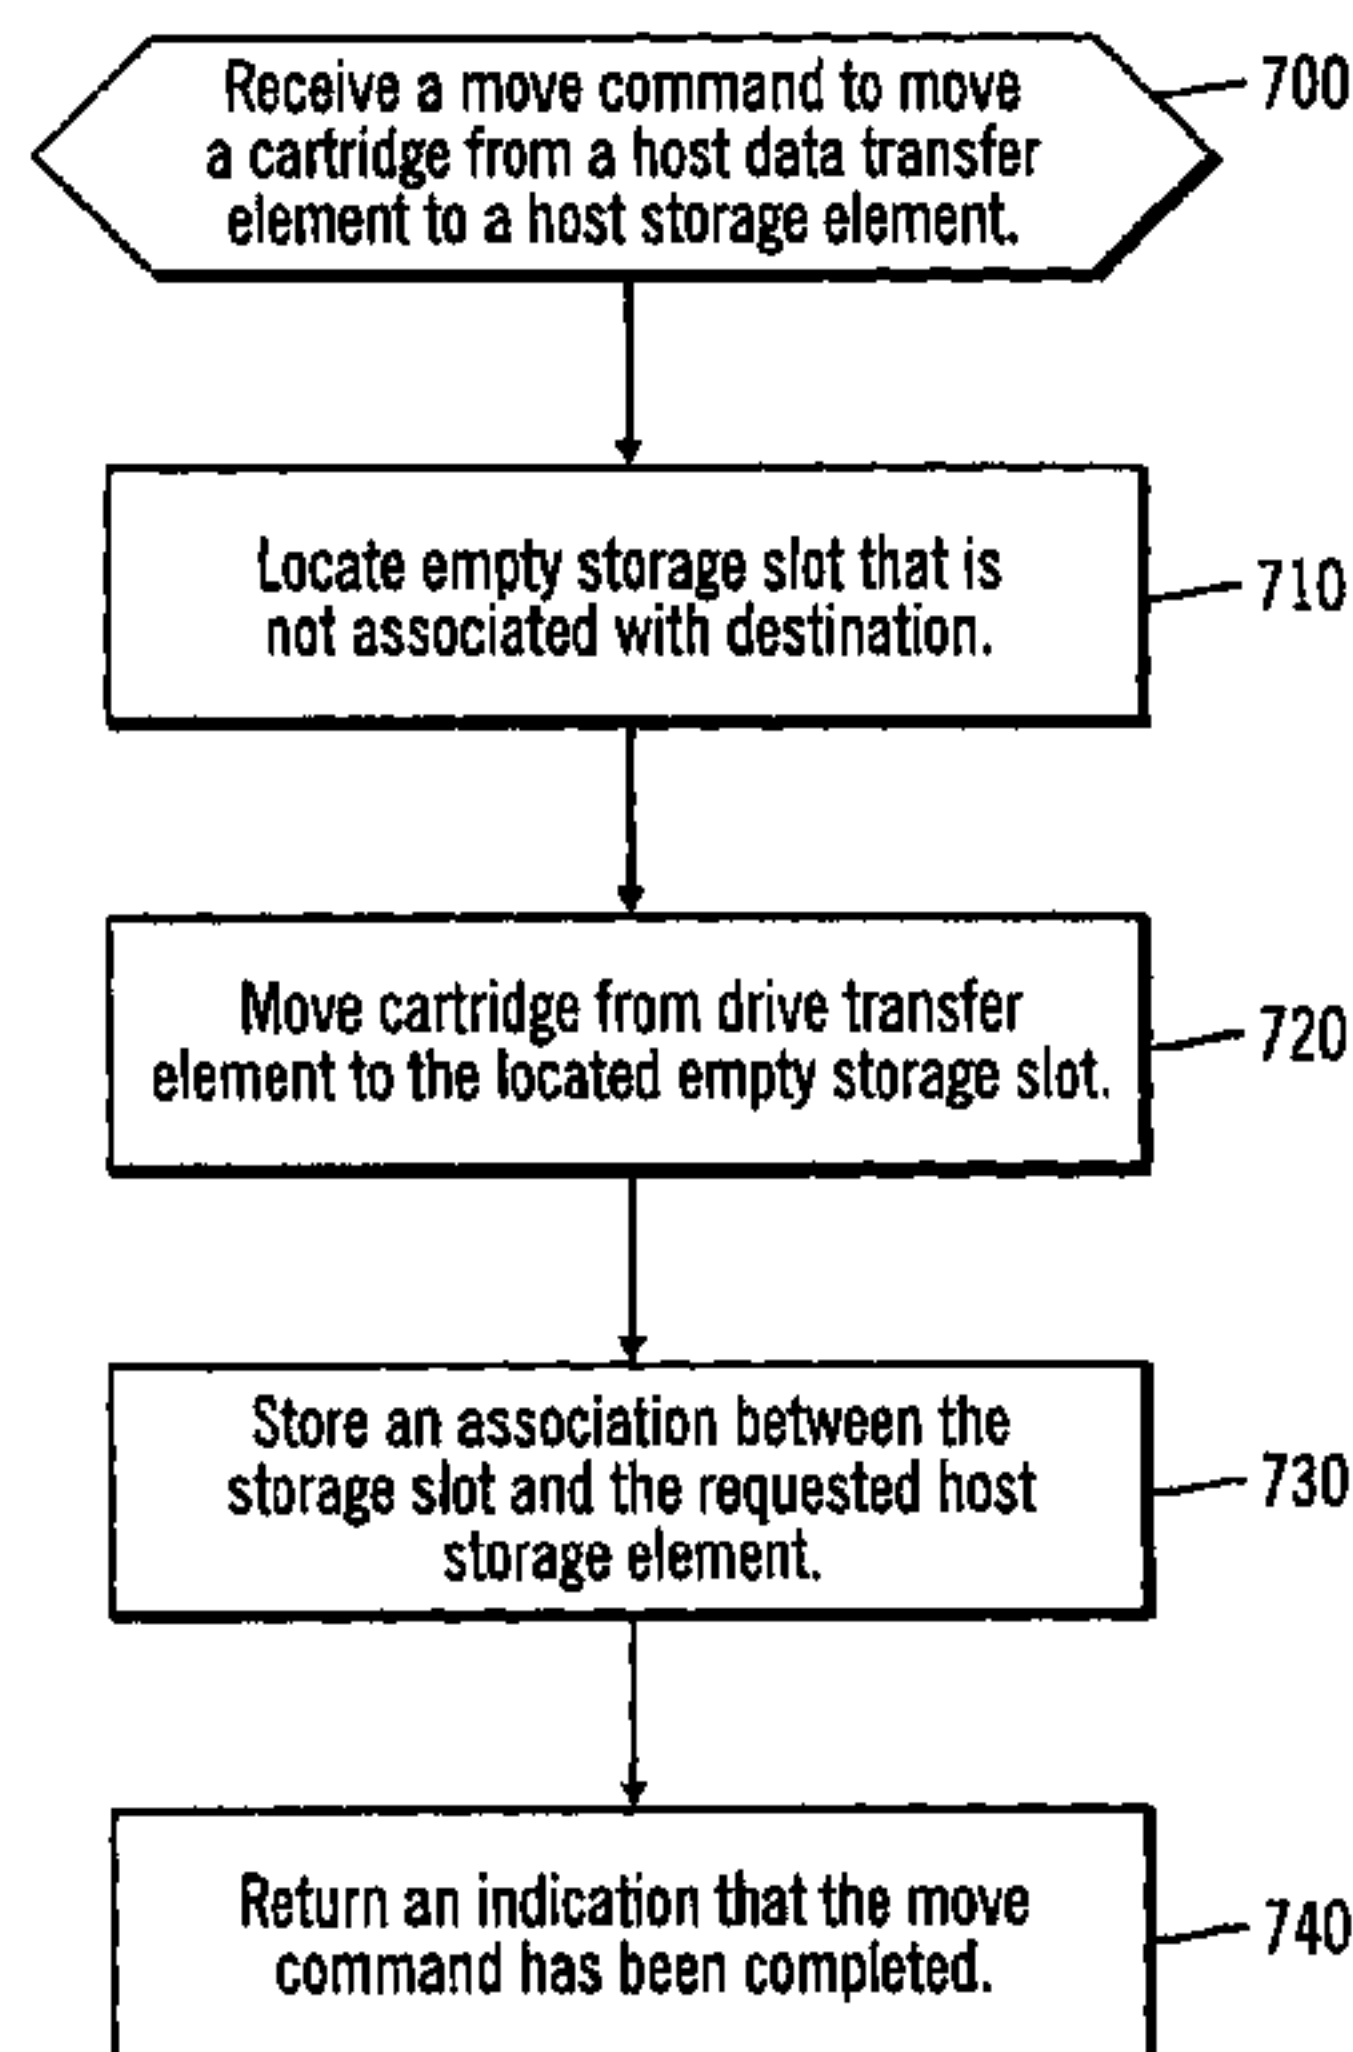 Receive a move command to move
a cartridge from a host data transfer
element to a host storage element.
700
Locate empty storage slot that is
not associated with destination.
710
Move cartridge from drive transfer
element to the located empty storage slot.
720
Store an association between the
storage slot and the requested host
storage element.
730
Return an indication that the move
command has been completed.
740